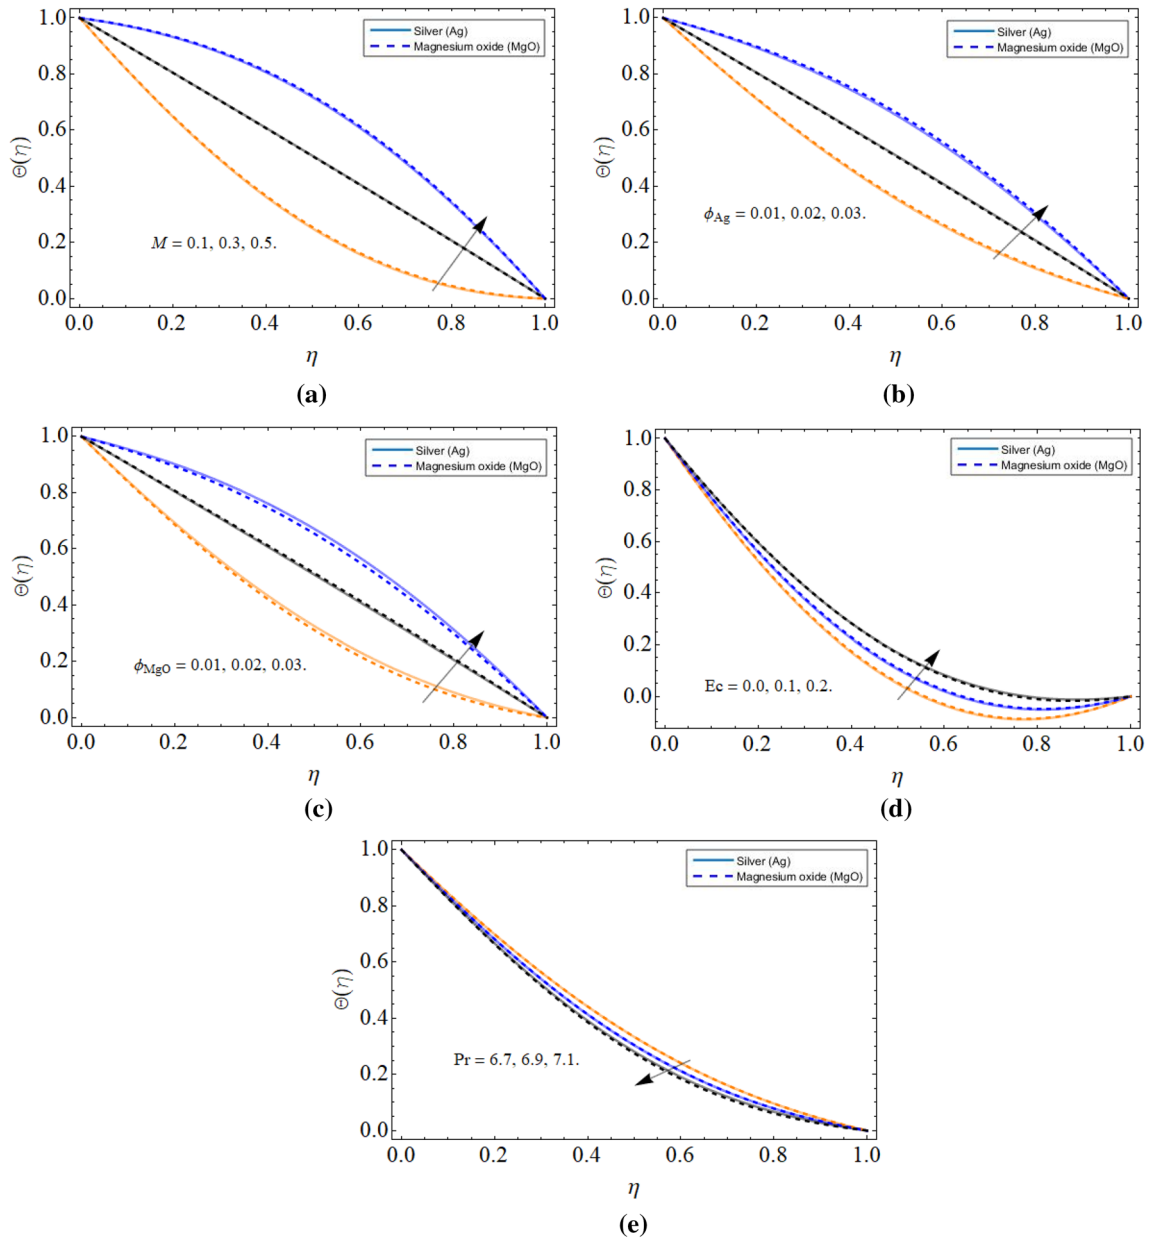 1.0
0.8
0.6
0.4
0.2
0.0
Θ(η)
Silver (Ag)
Magnesium oxide (MgO)
M = 0.1, 0.3, 0.5.
0.0 0.2 0.4 0.6 0.8 1.0
η
(a)
1.0
0.8
0.6
0.4
0.2
0.0
Θ(η)
Silver (Ag)
Magnesium oxide (MgO)
ϕAg = 0.01, 0.02, 0.03.
0.0 0.2 0.4 0.6 0.8 1.0
η
(b)
1.0
0.8
0.6
0.4
0.2
0.0
Θ(η)
Silver (Ag)
Magnesium oxide (MgO)
ϕMgO = 0.01, 0.02, 0.03.
0.0 0.2 0.4 0.6 0.8 1.0
η
(c)
1.0
0.8
0.6
0.4
0.2
0.0
Θ(η)
Silver (Ag)
Magnesium oxide (MgO)
Ec = 0.0, 0.1, 0.2.
0.0 0.2 0.4 0.6 0.8 1.0
η
(d)
1.0
0.8
0.6
0.4
0.2
0.0
Θ(η)
Silver (Ag)
Magnesium oxide (MgO)
Pr = 6.7, 6.9, 7.1.
0.0 0.2 0.4 0.6 0.8 1.0
η
(e)